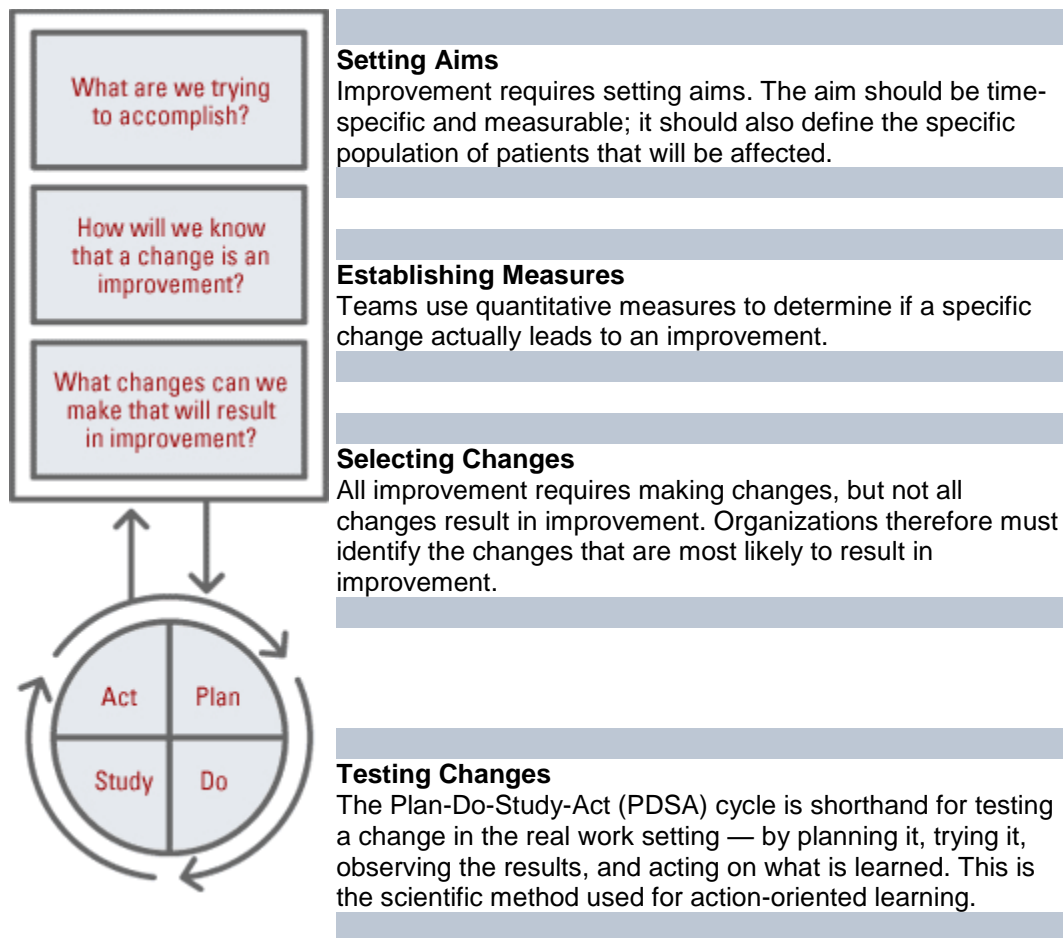 What are we trying
to accomplish?
Setting Aims
Improvement requires setting aims. The aim should be time-
specific and measurable; it should also define the specific
population of patients that will be affected.
How will we know
that a change is an
improvement?
Establishing Measures
Teams use quantitative measures to determine if a specific
change actually leads to an improvement.
What changes can we
make that will result
in improvement?
Selecting Changes
All improvement requires making changes, but not all
changes result in improvement. Organizations therefore must
identify the changes that are most likely to result in
improvement.
Act
Plan
Study
Do
Testing Changes
The Plan-Do-Study-Act (PDSA) cycle is shorthand for testing
a change in the real work setting — by planning it, trying it,
observing the results, and acting on what is learned. This is
the scientific method used for action-oriented learning.